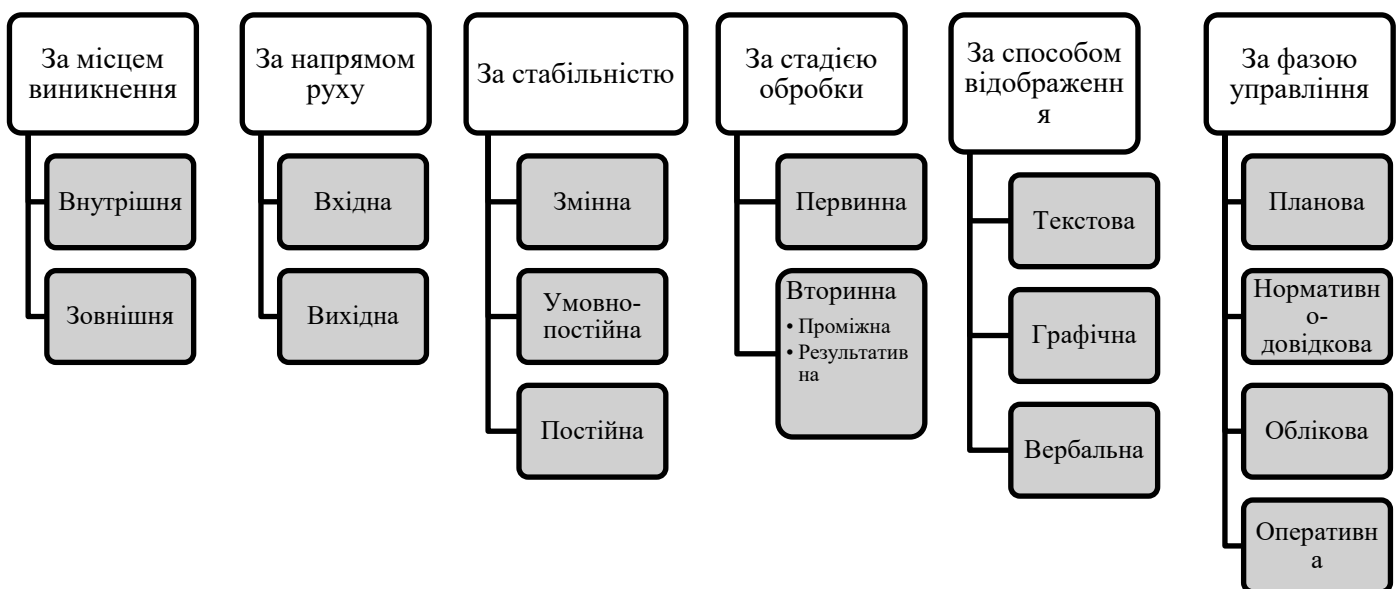 За місцем
виникнення
Внутрішня
Зовнішня
За напрямом
руху
Вхідна
Вихідна
За стабільністю
Змінна
Умовно-
постійна
Постійна
За стадією
обробки
Первинна
Вторинна
• Проміжна
• Результатив
на
За способом
відображенн
я
Текстова
Графічна
Вербальна
За фазою
управління
Планова
Нормативн
о-
довідкова
Облікова
Оперативн
а